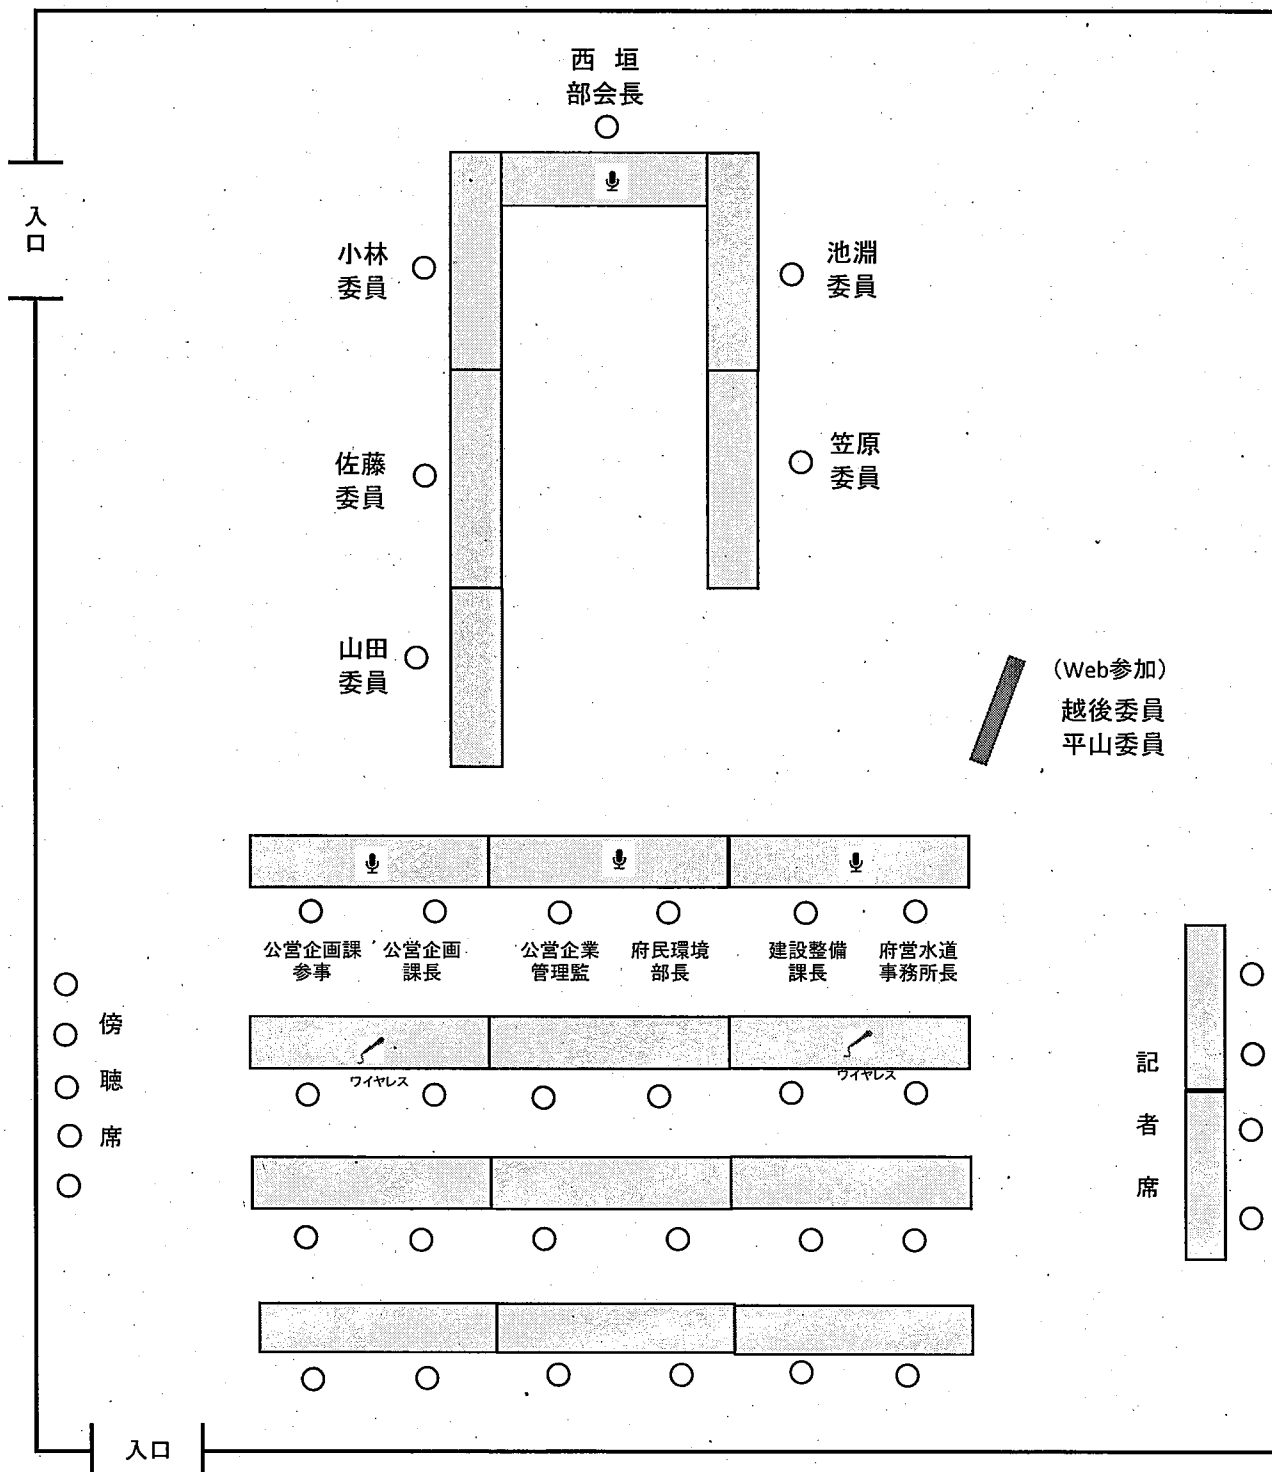 西 垣
部会長
入口
小林
委員
池淵
委員
佐藤
委員
笠原
委員
山田
委員
（Web参加）
越後委員
平山委員
公営企画課
参事
公営企画
課長
公営企業
管理監
府民環境
部長
建設整備
課長
府営水道
事務所長
ワイヤレス
ワイヤレス
傍聴席
記者席
入口